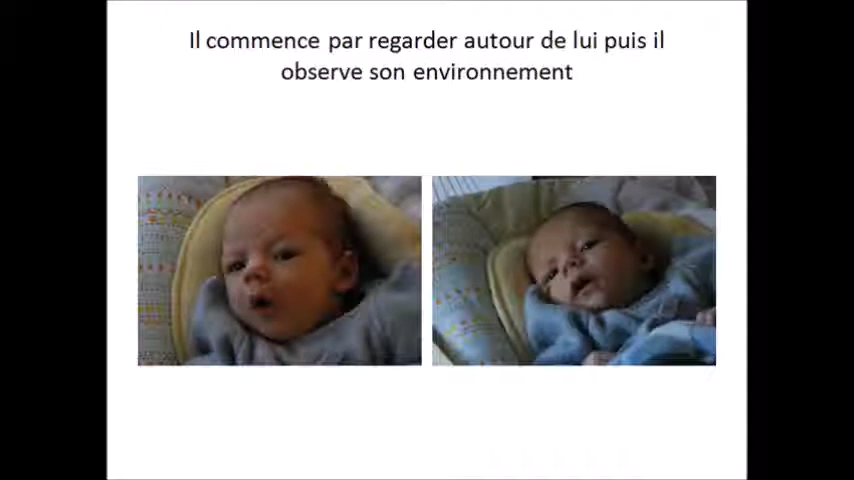 Il commence par regarder autour de lui puis il
observe son environnement